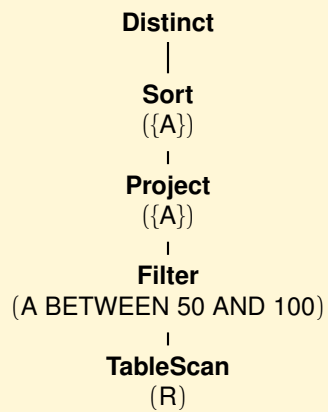 Distinct
Sort
({A})
Project
({A})
Filter
(A BETWEEN 50 AND 100)
TableScan
(R)